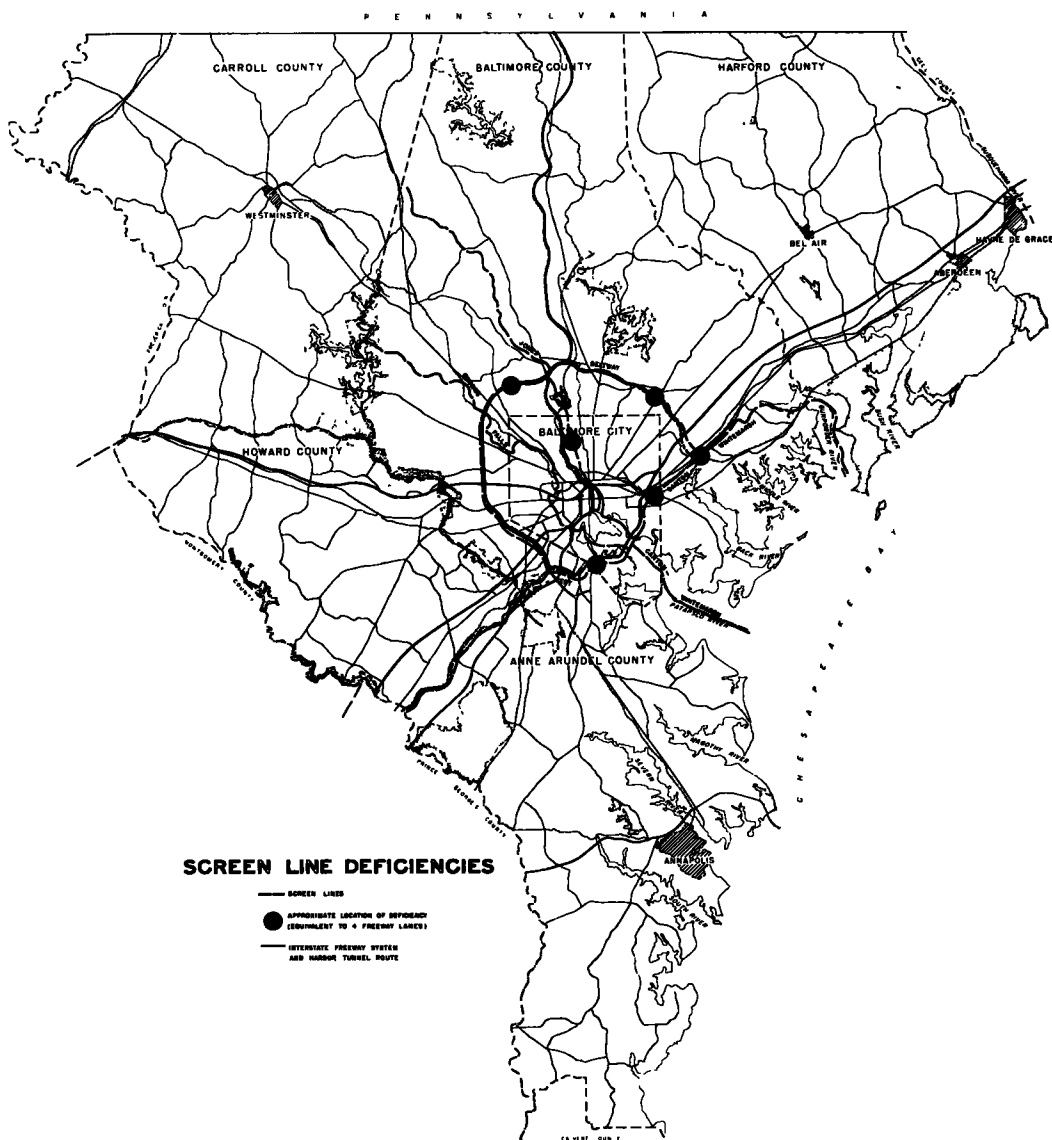 PENNSYLVANIA
CARROLL COUNTY
BALTIMORE COUNTY
HARFORD COUNTY
WESTMINSTER
BEL AIR
HAVRE DE GRACE
ABERDEEN
BELTWAY
BALTIMORE CITY
WHITEMARSH
HOWARD COUNTY
BACK RIVER
MONTGOMERY COUNTY
PATAPSCO RIVER
ANNE ARUNDEL COUNTY
CHESAPEAKE BAY
MAGOTHY RIVER
SEVERN
PRINCE GEORGES COUNTY
ANNAPOLIS
SOUTH RIVER
SCREEN LINE DEFICIENCIES
SCREEN LINES
APPROXIMATE LOCATION OF DEFICIENCY
(EQUIVALENT TO 4 FREEWAY LANES)
INTERSTATE FREEWAY SYSTEM
AND HARBOR TUNNEL ROUTE